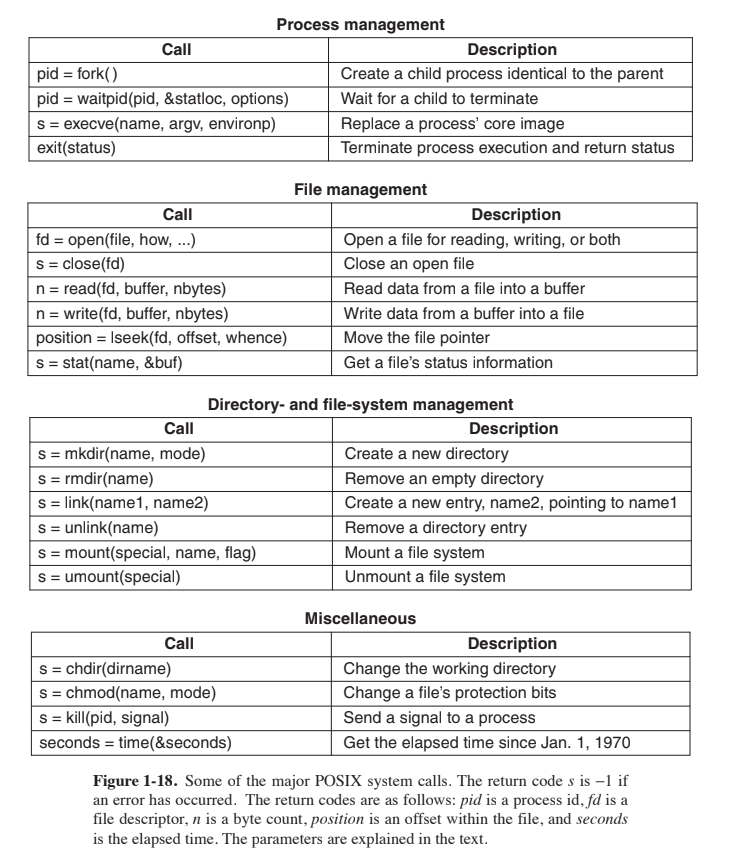 Process management
Call Description
pid = fork( ) Create a child process identical to the parent
pid = waitpid(pid, &statloc, options) Wait for a child to terminate
s = execve(name, argv, environp) Replace a process' core image
exit(status) Terminate process execution and return status
File management
Call Description
fd = open(file, how, ...) Open a file for reading, writing, or both
s = close(fd) Close an open file
n = read(fd, buffer, nbytes) Read data from a file into a buffer
n = write(fd, buffer, nbytes) Write data from a buffer into a file
position = lseek(fd, offset, whence) Move the file pointer
s = stat(name, &buf) Get a file's status information
Directory- and file-system management
Call Description
s = mkdir(name, mode) Create a new directory
s = rmdir(name) Remove an empty directory
s = link(name1, name2) Create a new entry, name2, pointing to name1
s = unlink(name) Remove a directory entry
s = mount(special, name, flag) Mount a file system
s = umount(special) Unmount a file system
Miscellaneous
Call Description
s = chdir(dirname) Change the working directory
s = chmod(name, mode) Change a file's protection bits
s = kill(pid, signal) Send a signal to a process
seconds = time(&seconds) Get the elapsed time since Jan. 1, 1970
Figure 1-18. Some of the major POSIX system calls. The return code s is −1 if
an error has occurred. The return codes are as follows: pid is a process id, fd is a
file descriptor, n is a byte count, position is an offset within the file, and seconds
is the elapsed time. The parameters are explained in the text.